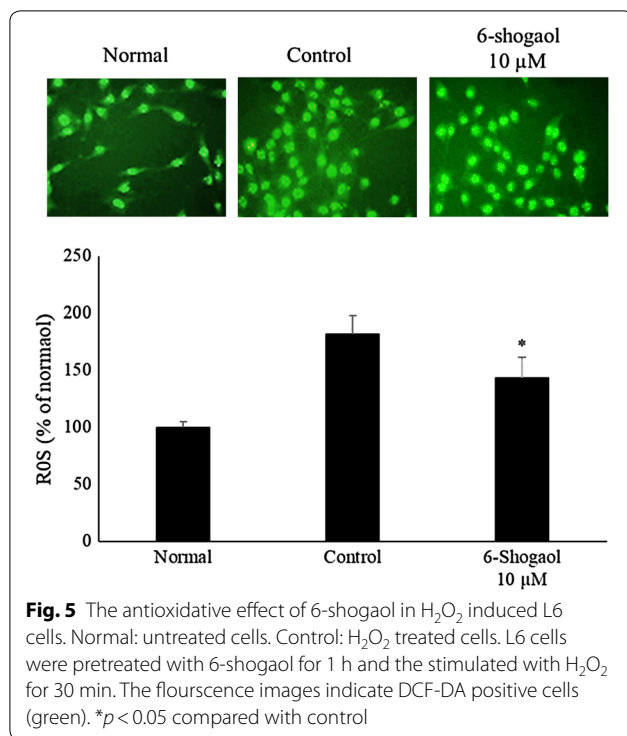 Normal
Control
6-shogaol
10 µM
250
200
150
100
50
0
R0S (% of normaol)
*
Normal
Control
6-Shogaol
10 µM
Fig. 5 The antioxidative effect of 6-shogaol in H₂O₂ induced L6
cells. Normal: untreated cells. Control: H₂O₂ treated cells. L6 cells
were pretreated with 6-shogaol for 1 h and the stimulated with H₂O₂
for 30 min. The flourscence images indicate DCF-DA positive cells
(green). *p < 0.05 compared with control